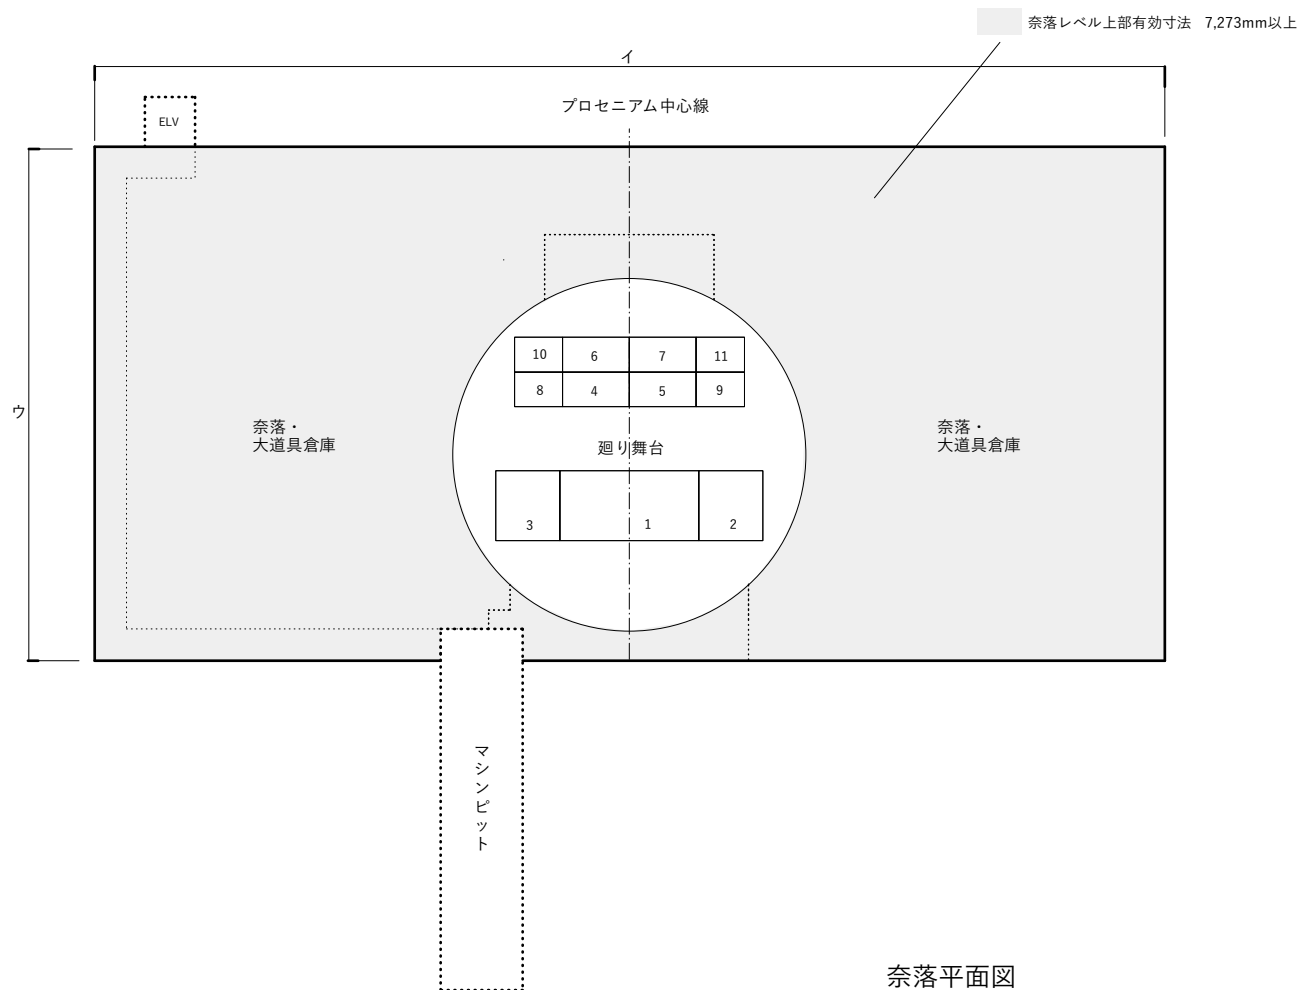 奈落レベル上部有効寸法 7,273mm以上
イ
プロセニアム中心線
ELV
10 6 7 11
8 4 5 9
ウ
奈落・
大道具倉庫
廻り舞台
奈落・
大道具倉庫
3 1 2
マシンピット
奈落平面図